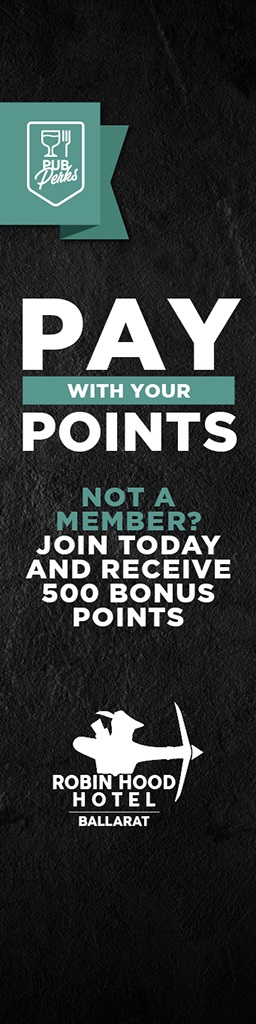 PUB
Perks
PAY
WITH YOUR
POINTS
NOT A
MEMBER?
JOIN TODAY
AND RECEIVE
500 BONUS
POINTS
ROBIN HOOD
HOTEL
BALLARAT